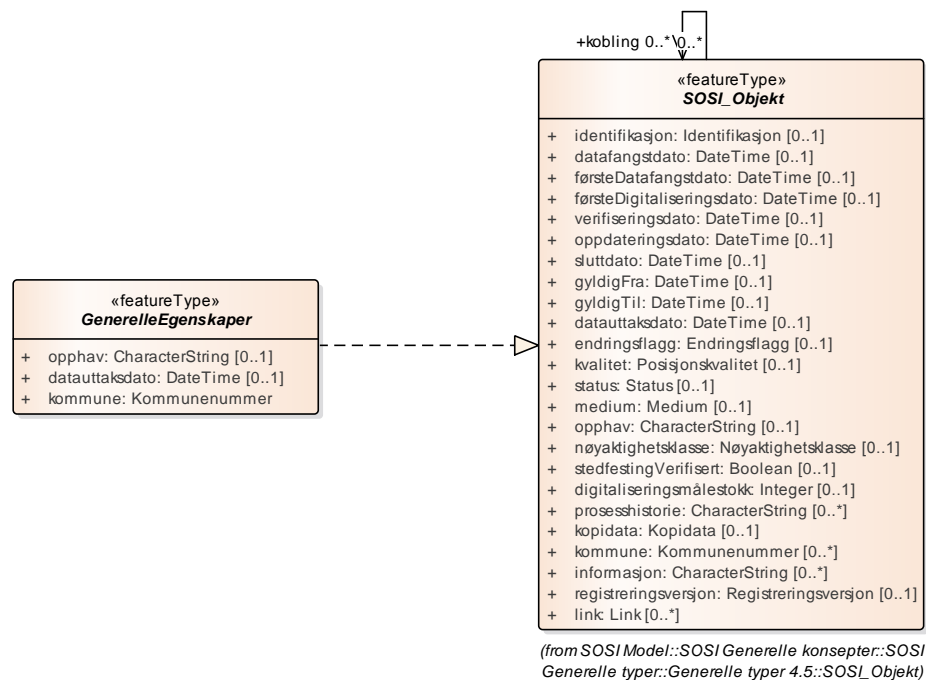 +kobling 0..* 0..*
«featureType»
SOSI_Objekt
+ identifikasjon: Identifikasjon [0..1]
+ datafangstdato: DateTime [0..1]
+ førsteDatafangstdato: DateTime [0..1]
+ førsteDigitaliseringsdato: DateTime [0..1]
+ verifiseringsdato: DateTime [0..1]
+ oppdateringsdato: DateTime [0..1]
+ sluttdato: DateTime [0..1]
+ gyldigFra: DateTime [0..1]
+ gyldigTil: DateTime [0..1]
+ datauttaksdato: DateTime [0..1]
+ endringsflagg: Endringsflagg [0..1]
+ kvalitet: Posisjonskvalitet [0..1]
+ status: Status [0..1]
+ medium: Medium [0..1]
+ opphav: CharacterString [0..1]
+ nøyaktighetsklasse: Nøyaktighetsklasse [0..1]
+ stedfestingVerifisert: Boolean [0..1]
+ digitaliseringsmålestokk: Integer [0..1]
+ prosesshistorie: CharacterString [0..*]
+ kopidata: Kopidata [0..1]
+ kommune: Kommunenummer [0..*]
+ informasjon: CharacterString [0..*]
+ registreringsversjon: Registreringsversjon [0..1]
+ link: Link [0..*]
(from SOSI Model::SOSI Generelle konsepter::SOSI
Generelle typer::Generelle typer 4.5::SOSI_Objekt)
«featureType»
GenerelleEgenskaper
+ opphav: CharacterString [0..1]
+ datauttaksdato: DateTime [0..1]
+ kommune: Kommunenummer